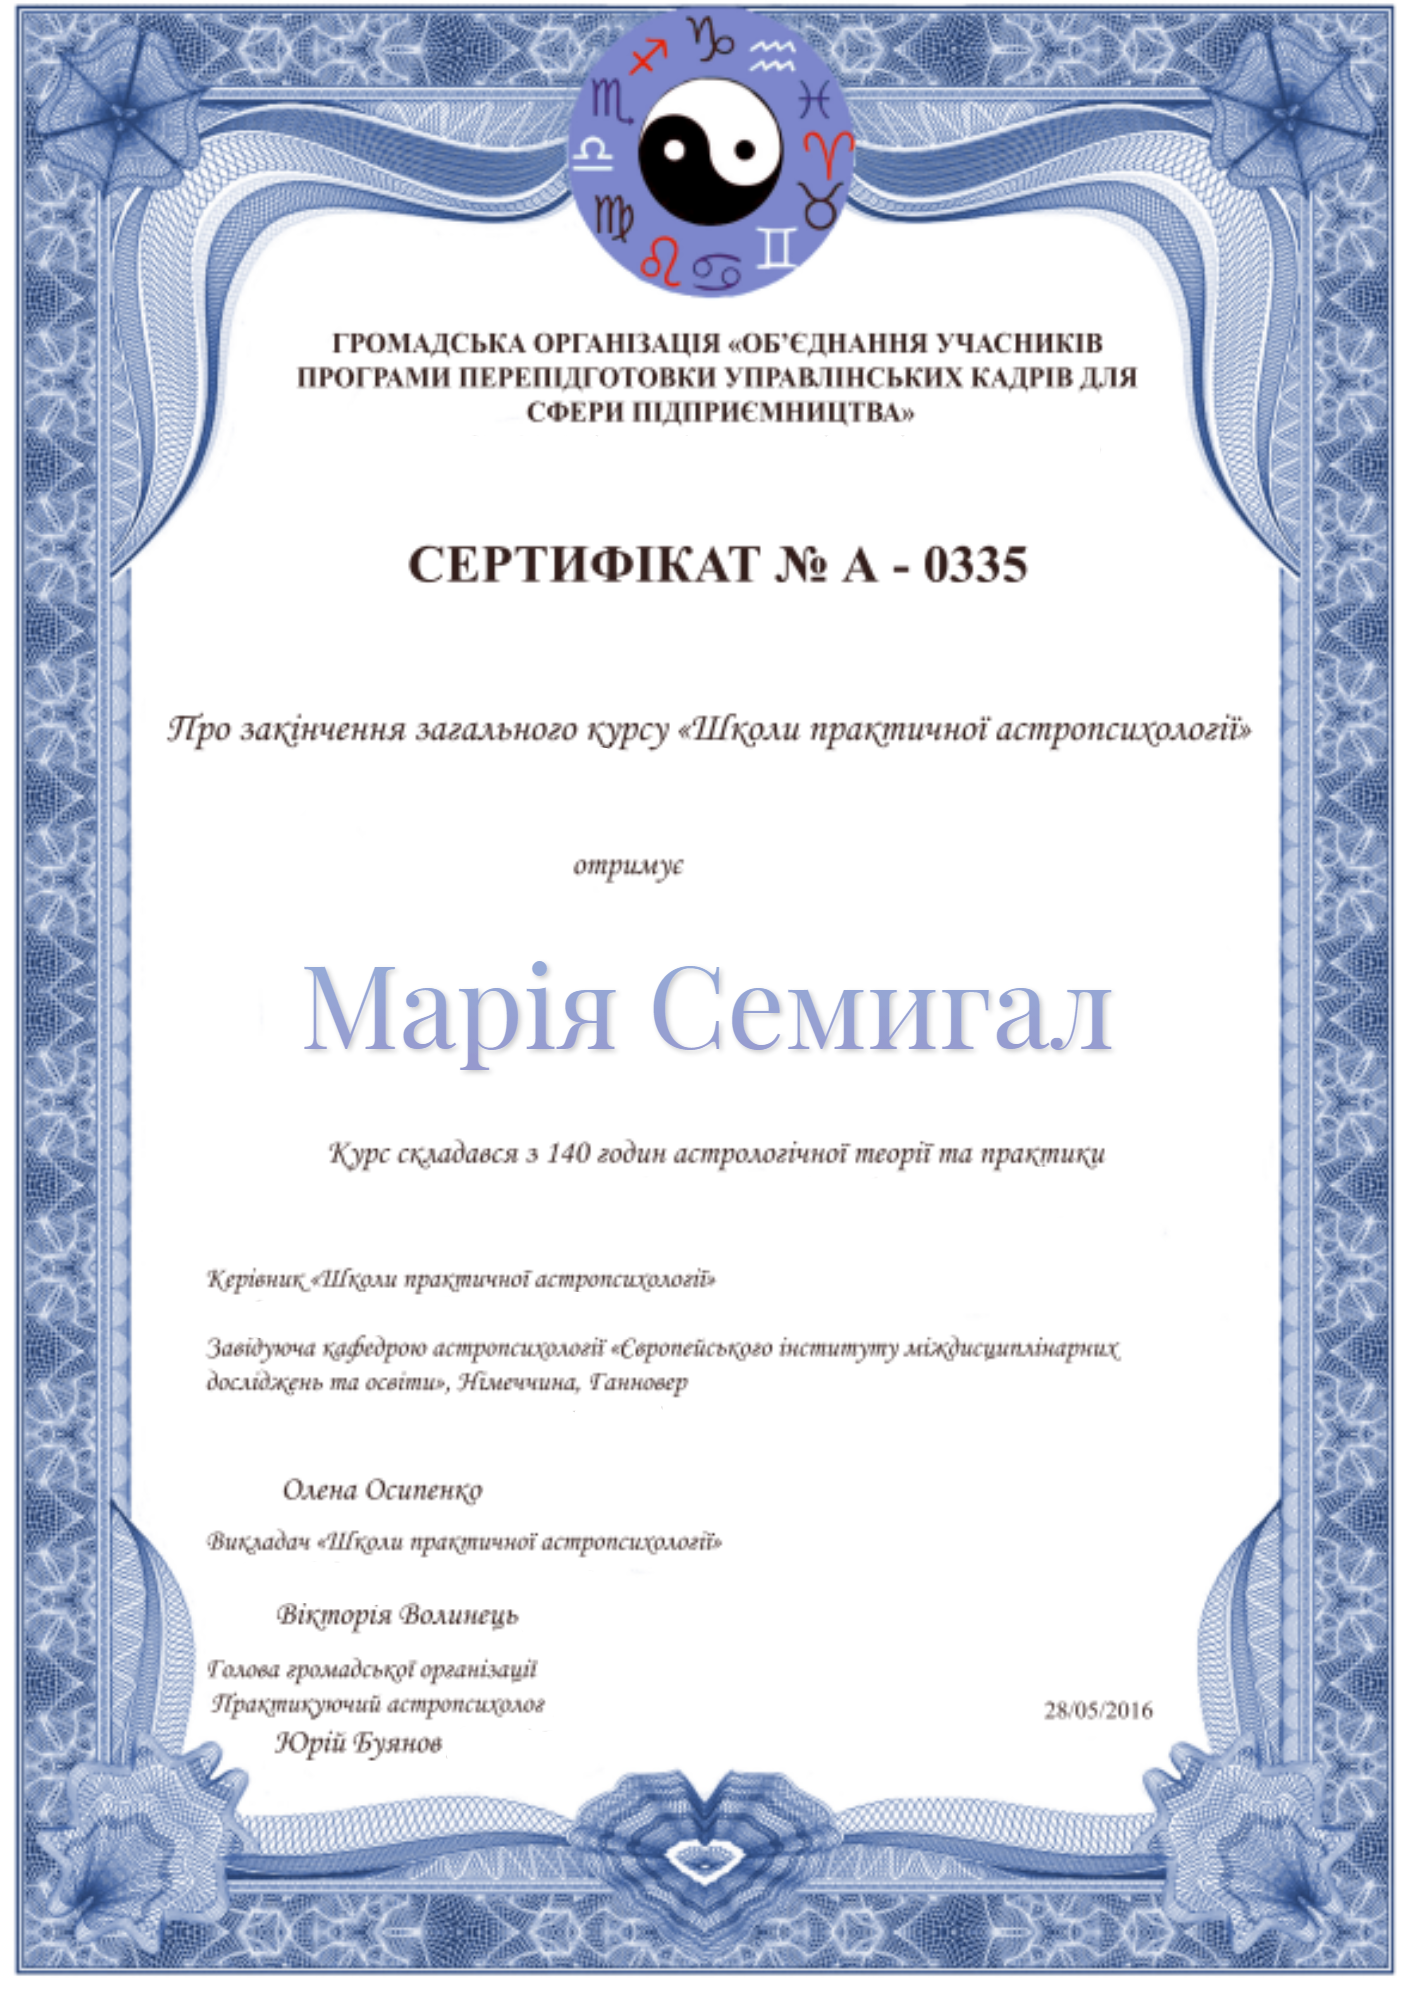 ГРОМАДСЬКА ОРГАНІЗАЦІЯ «ОБ’ЄДНАННЯ УЧАСНИКІВ
ПРОГРАМИ ПЕРЕПІДГОТОВКИ УПРАВЛІНСЬКИХ КАДРІВ ДЛЯ
СФЕРИ ПІДПРИЄМНИЦТВА»
СЕРТИФІКАТ № А - 0335
Про закінчення загального курсу «Школи практичної астропсихології»
отримує
Марія Семигал
Курс складався з 140 годин астрологічної теорії та практики
Керівник «Школи практичної астропсихології»
Завідуюча кафедрою астропсихології «Європейського інституту міждисциплінарних
досліджень та освіти», Німеччина, Ганновер
Олена Осипенко
Викладач «Школи практичної астропсихології»
Вікторія Волинець
Голова громадської організації
Практикуючий астропсихолог
28/05/2016
Юрій Буянов